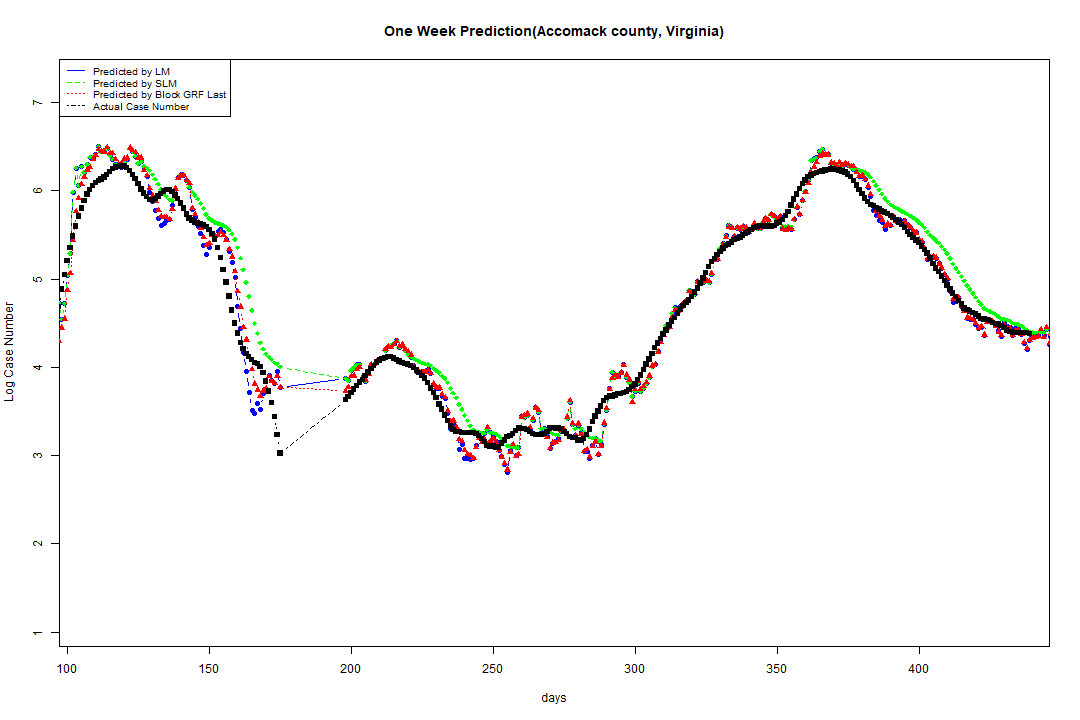 One Week Prediction(Accomack county, Virginia)
Predicted by LM
Predicted by SLM
Predicted by Block GRF Last
Actual Case Number
Log Case Number
7
6
5
4
3
2
1
100 150 200 250 300 350 400
days